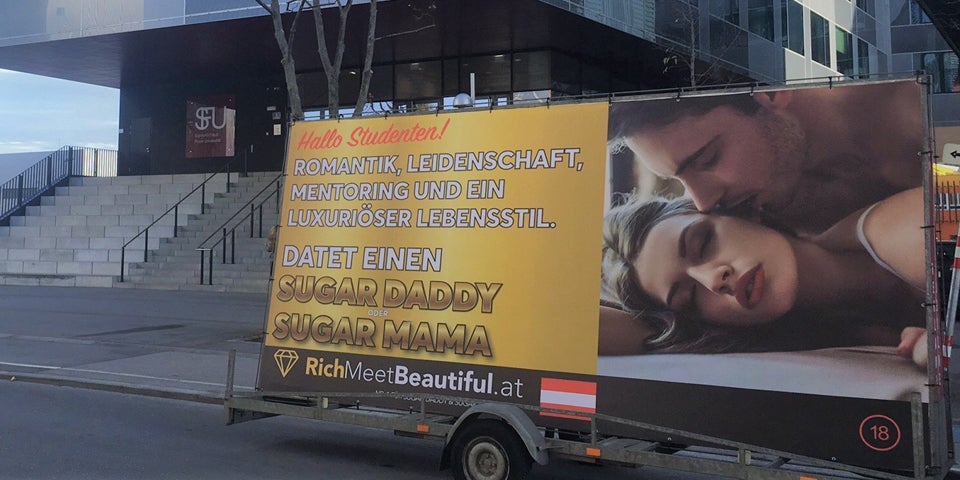 SFU
Hallo Studenten!
ROMANTIK, LEIDENSCHAFT,
MENTORING UND EIN
LUXURIÖSER LEBENSSTIL.
DATET EINEN
SUGAR DADDY
ODER
SUGAR MAMA
RichMeetBeautiful.at
18